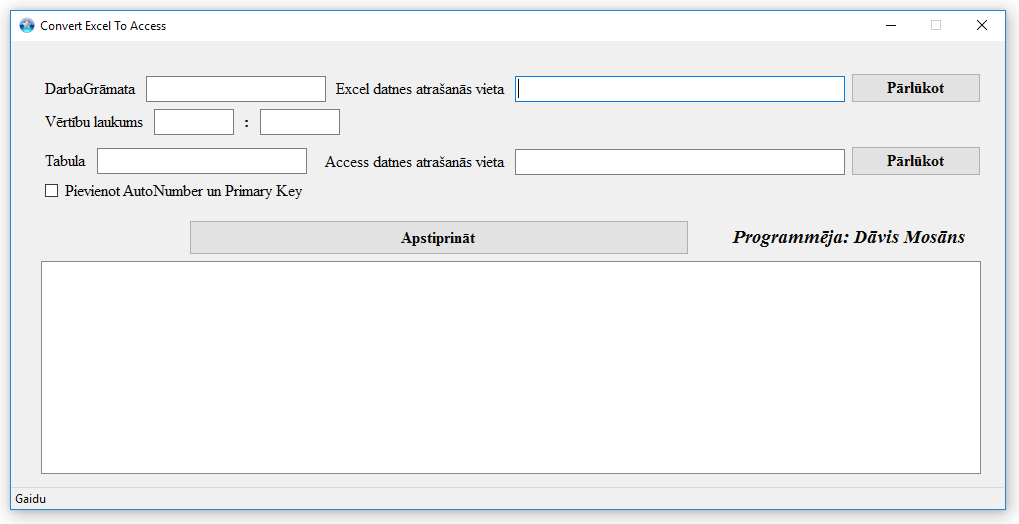 Convert Excel To Access
DarbaGrāmata Excel datnes atrašanās vieta Pārlūkot
Vērtību laukums :
Tabula Access datnes atrašanās vieta Pārlūkot
Pievienot AutoNumber un Primary Key
Apstiprināt Programmēja: Dāvis Mosāns
Gaidu